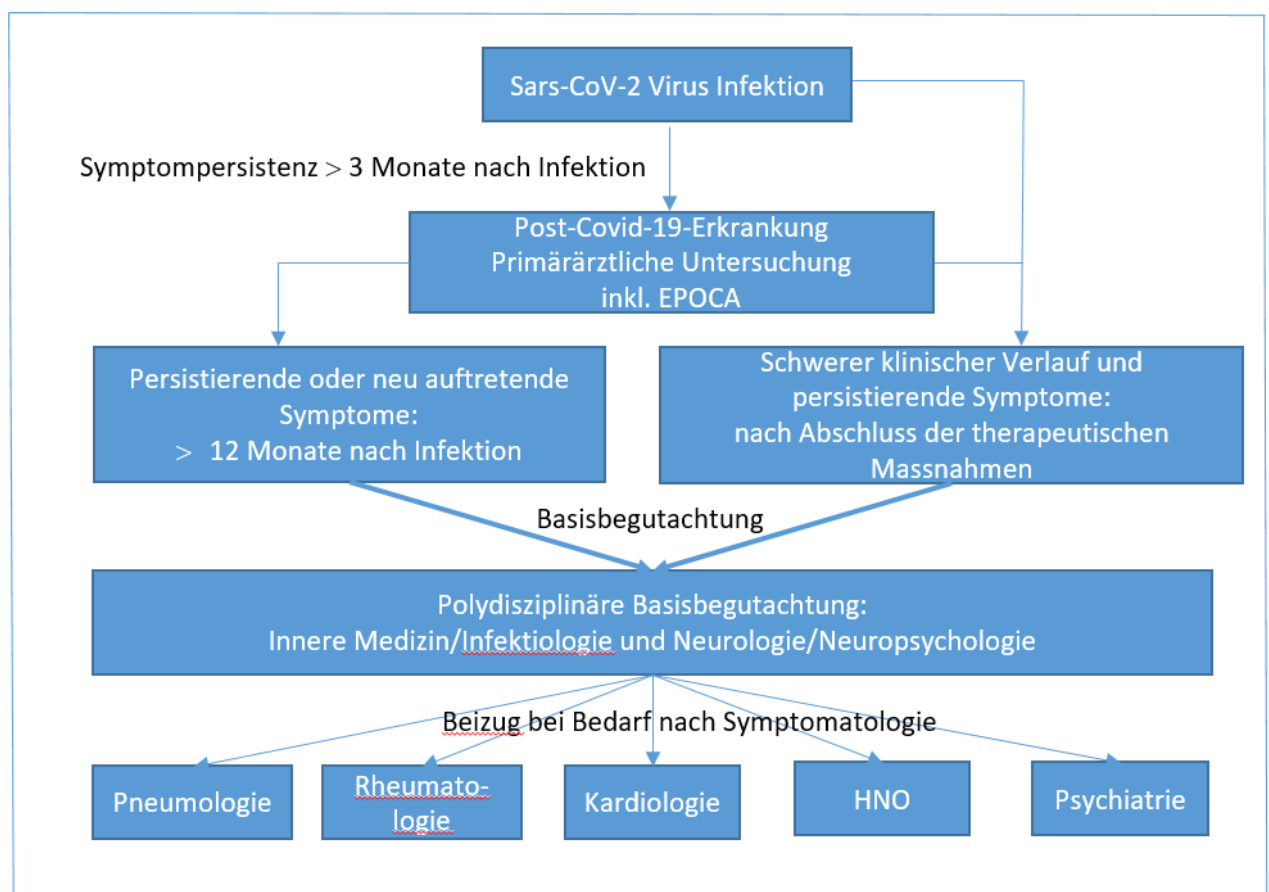 Sars-CoV-2 Virus Infektion
Symptompersistenz > 3 Monate nach Infektion
Post-Covid-19-Erkrankung
Primärärztliche Untersuchung
inkl. EPOCA
Persistierende oder neu auftretende
Symptome:
> 12 Monate nach Infektion
Schwerer klinischer Verlauf und
persistierende Symptome:
nach Abschluss der therapeutischen
Massnahmen
Basisbegutachtung
Polydisziplinäre Basisbegutachtung:
Innere Medizin/Infektiologie und Neurologie/Neuropsychologie
Beizug bei Bedarf nach Symptomatologie
Pneumologie
Rheumato-
logie
Kardiologie
HNO
Psychiatrie